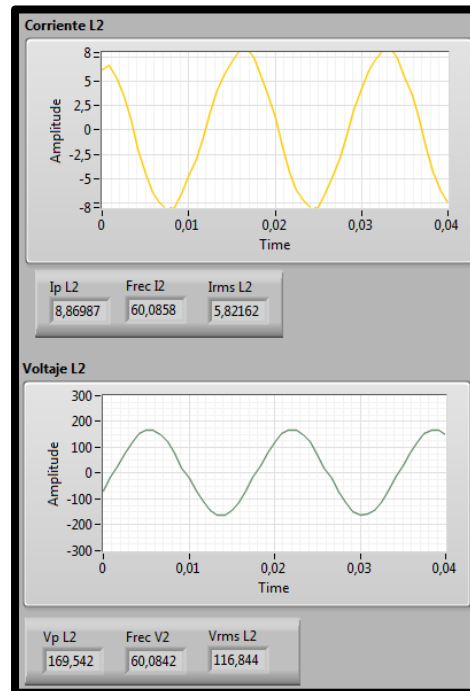 Corriente L2
8
5
2,5
0
-2,5
-5
-8
Amplitude
0 0,01 0,02 0,03 0,04
Time
Ip L2 Frec I2 Irms L2
8,86987 60,0858 5,82162
Voltaje L2
300
200
100
0
-100
-200
-300
Amplitude
0 0,01 0,02 0,03 0,04
Time
Vp L2 Frec V2 Vrms L2
169,542 60,0842 116,844